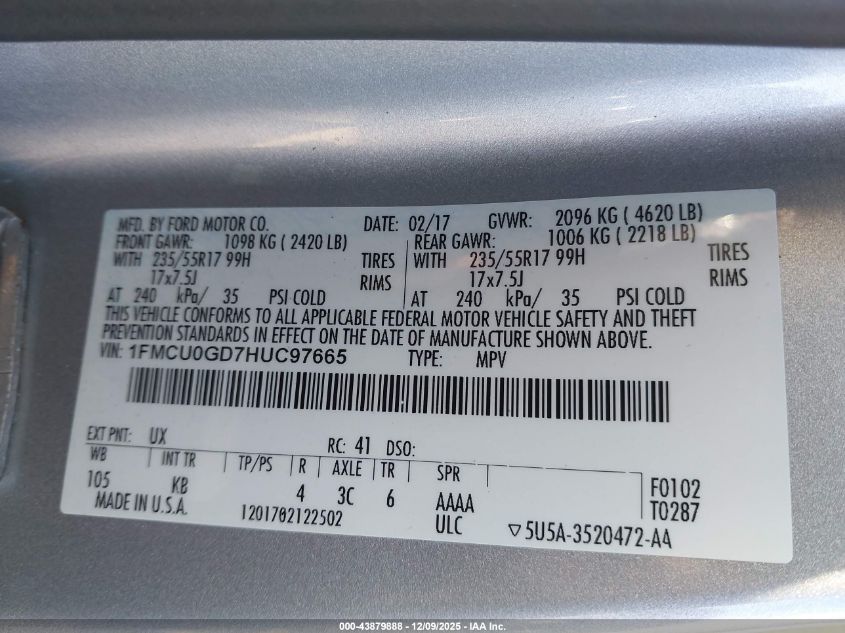 MFD. BY FORD MOTOR CO. DATE: 02/17 GVWR: 2096 KG ( 4620 LB)
FRONT GAWR: 1098 KG ( 2420 LB) REAR GAWR: 1006 KG ( 2218 LB)
WITH 235/55R17 99H TIRES WITH 235/55R17 99H TIRES
17x7.5J RIMS 17x7.5J RIMS
AT 240 kPa/ 35 PSI COLD AT 240 kPa/ 35 PSI COLD
THIS VEHICLE CONFORMS TO ALL APPLICABLE FEDERAL MOTOR VEHICLE SAFETY AND THEFT
PREVENTION STANDARDS IN EFFECT ON THE DATE OF MANUFACTURE SHOWN ABOVE.
VIN: 1FMCU0GD7HUC97665 TYPE: MPV
EXT PNT: UX RC: 41 DSO:
WB INT TR TP/PS R AXLE TR SPR
105 KB 4 3C 6 AAAA F0102
MADE IN U.S.A. 1201702122502 ULC T0287
▽5U5A-3520472-AA
000-43879888 - 12/09/2025 - IAA Inc.